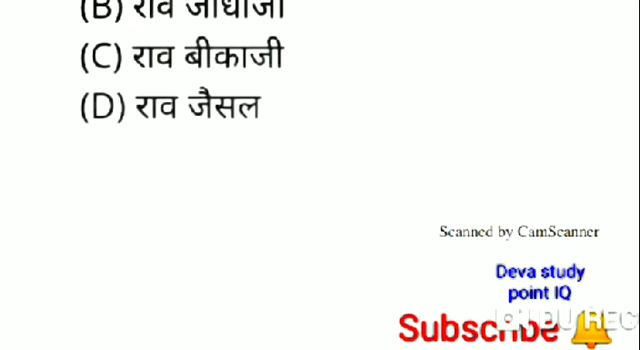 (B) राव जोधाजी
(C) राव बीकाजी
(D) राव जैसल
Scanned by CamScanner
Deva study
point IQ
Subscribe